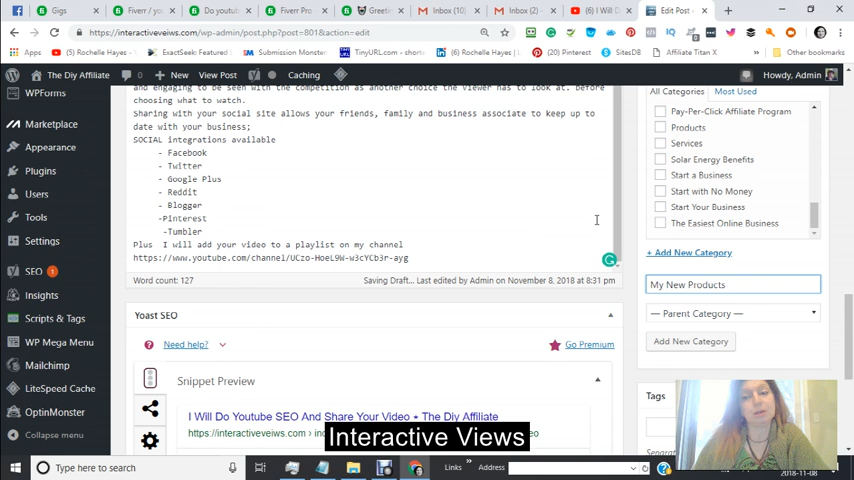 Gigs
Fiverr / y
Do youtub
Fiverr Pro
Greetin
Inbox (10)
Inbox (2)
(6) I Will D
Edit Post
https://interactiveveiws.com/wp-admin/post.php?post=801&action=edit
Apps
(5) Rochelle Hayes
ExactSeek: Featured L
Submission Monster
TinyURL.com - shorte
(20) Pinterest
SitesDB
Affiliate Titan X
Other bookmarks
The Diy Affiliate
0
New
View Post
Caching
Howdy, Admin
WPForms
Marketplace
Appearance
Plugins
Users
Tools
Settings
SEO 1
Insights
Scripts & Tags
WP Mega Menu
Mailchimp
LiteSpeed Cache
OptinMonster
Collapse menu
and engaging to be seen with the competition as another choice the viewer has to look at. before
choosing what to watch.
Sharing with your social site allows your friends, family and business associate to keep up to
date with your business;
SOCIAL integrations available
- Facebook
- Twitter
- Google Plus
- Reddit
- Blogger
-Pinterest
-Tumbler
Plus I will add your video to a playlist on my channel
https://www.youtube.com/channel/UCzo-HoeL9W-w3cYCb3r-ayg
Word count: 127
Saving Draft... Last edited by Admin on November 8, 2018 at 8:31 pm
Yoast SEO
Need help?
Go Premium
Snippet Preview
I Will Do Youtube SEO And Share Your Video • The Diy Affiliate
https://interactiveveiws.com › in
eo
All Categories
Most Used
Pay-Per-Click Affiliate Program
Products
Services
Solar Energy Benefits
Start a Business
Start with No Money
Start Your Business
The Easiest Online Business
+ Add New Category
My New Products
— Parent Category —
Add New Category
Tags
Separa
Interactive Views
Type here to search
Links
Address
2018-11-08